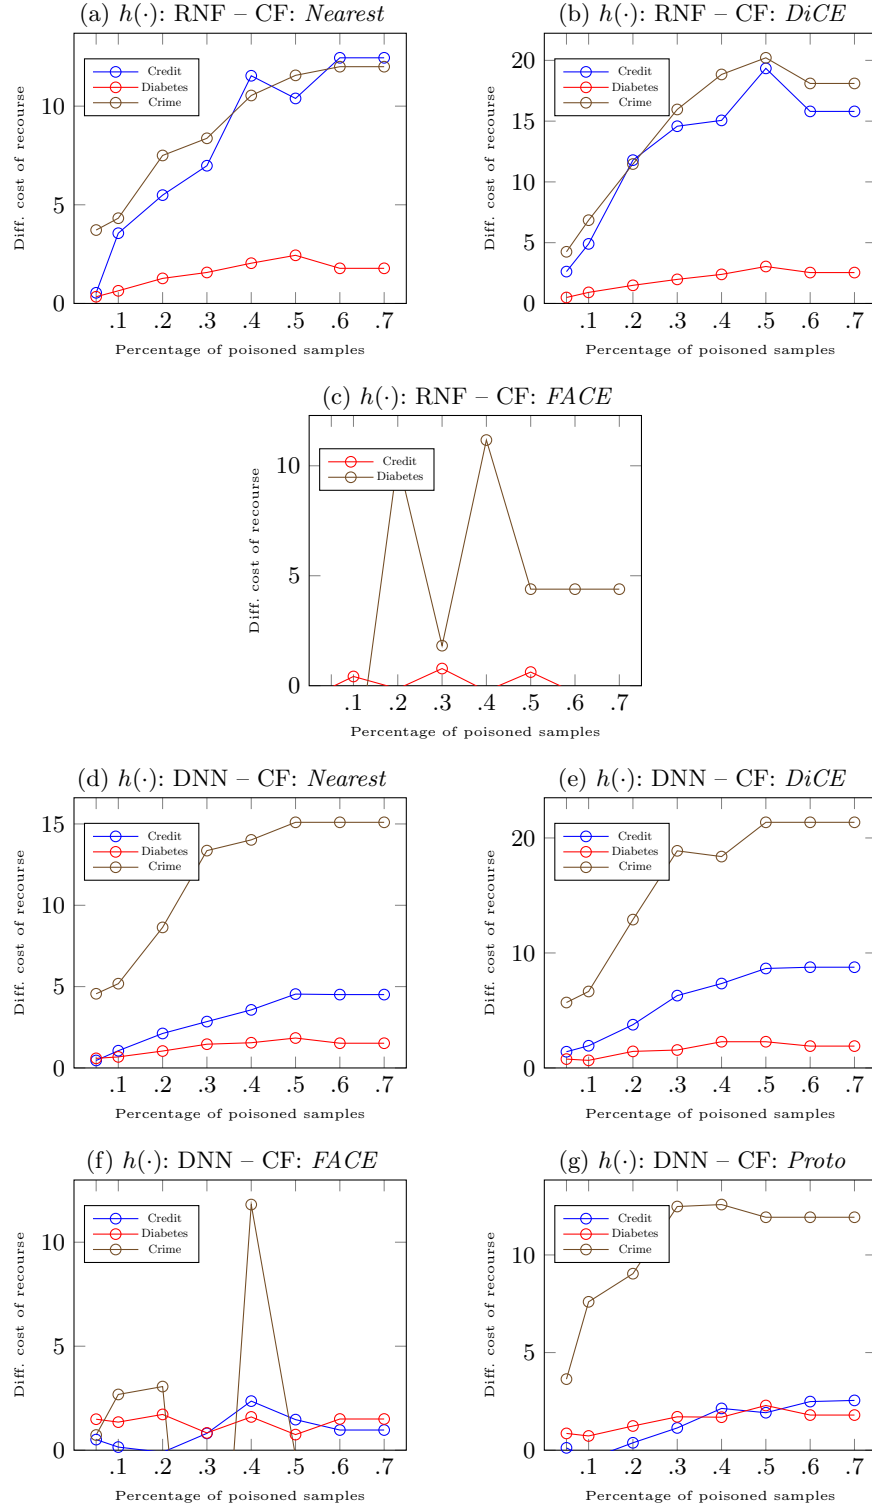 (a) h(·): RNF – CF: Nearest
Diff. cost of recourse
10
5
0
Credit
Diabetes
Crime
.1 .2 .3 .4 .5 .6 .7
Percentage of poisoned samples
(b) h(·): RNF – CF: DiCE
Diff. cost of recourse
20
15
10
5
0
Credit
Diabetes
Crime
.1 .2 .3 .4 .5 .6 .7
Percentage of poisoned samples
(c) h(·): RNF – CF: FACE
Diff. cost of recourse
10
5
0
Credit
Diabetes
.1 .2 .3 .4 .5 .6 .7
Percentage of poisoned samples
(d) h(·): DNN – CF: Nearest
Diff. cost of recourse
15
10
5
0
Credit
Diabetes
Crime
.1 .2 .3 .4 .5 .6 .7
Percentage of poisoned samples
(e) h(·): DNN – CF: DiCE
Diff. cost of recourse
20
10
0
Credit
Diabetes
Crime
.1 .2 .3 .4 .5 .6 .7
Percentage of poisoned samples
(f) h(·): DNN – CF: FACE
Diff. cost of recourse
10
5
0
Credit
Diabetes
Crime
.1 .2 .3 .4 .5 .6 .7
Percentage of poisoned samples
(g) h(·): DNN – CF: Proto
Diff. cost of recourse
10
5
0
Credit
Diabetes
Crime
.1 .2 .3 .4 .5 .6 .7
Percentage of poisoned samples